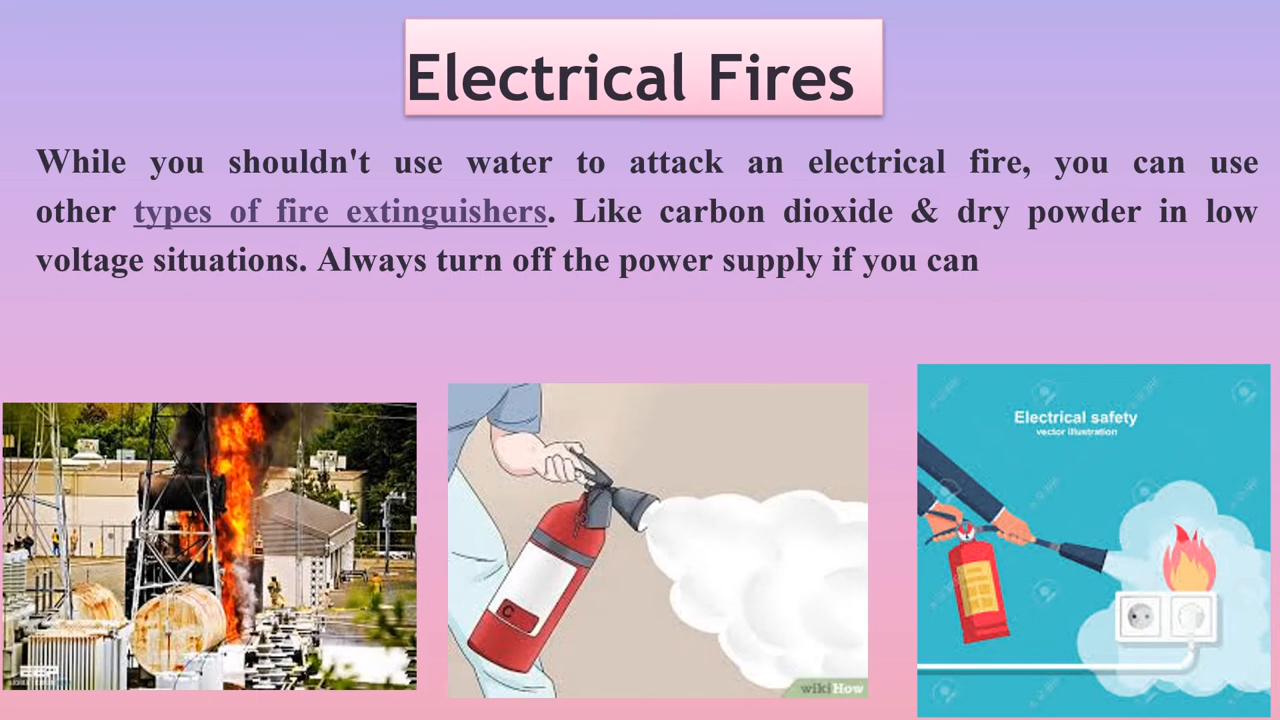 Electrical Fires
While you shouldn't use water to attack an electrical fire, you can use
other types of fire extinguishers. Like carbon dioxide & dry powder in low
voltage situations. Always turn off the power supply if you can
Electrical safety
vector illustration
C
wikiHow